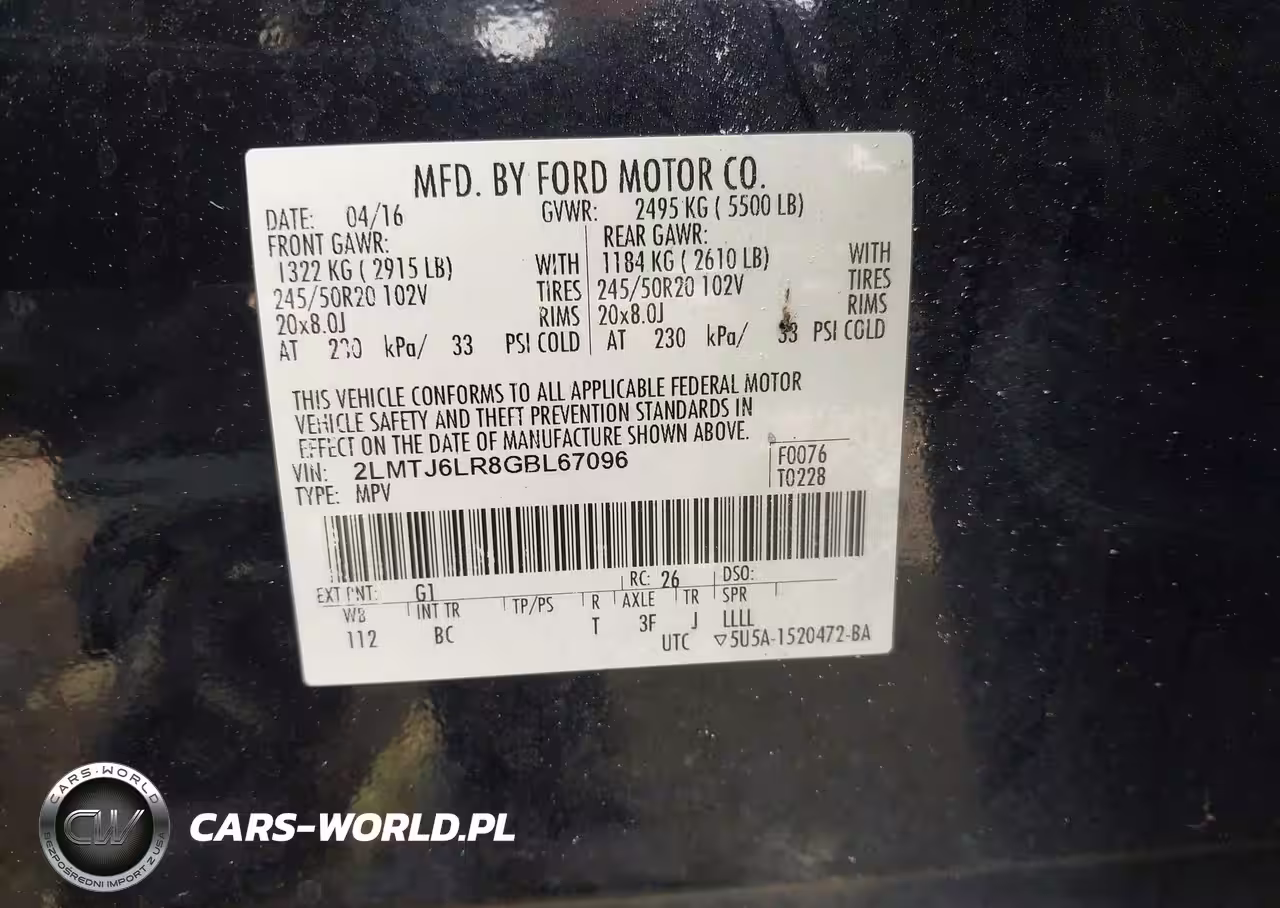 MFD. BY FORD MOTOR CO.
DATE: 04/16 GVWR: 2495 KG ( 5500 LB)
FRONT GAWR: REAR GAWR:
1322 KG ( 2915 LB) WITH 1184 KG ( 2610 LB) WITH
245/50R20 102V TIRES 245/50R20 102V TIRES
20x8.0J RIMS 20x8.0J RIMS
AT 230 kPa/ 33 PSI COLD AT 230 kPa/ 33 PSI COLD
THIS VEHICLE CONFORMS TO ALL APPLICABLE FEDERAL MOTOR
VEHICLE SAFETY AND THEFT PREVENTION STANDARDS IN
EFFECT ON THE DATE OF MANUFACTURE SHOWN ABOVE.
VIN: 2LMTJ6LR8GBL67096 F0076
TYPE: MPV T0228
EXT PNT: G1 RC: 26 DSO:
WB INT TR TP/PS R AXLE TR SPR
112 BC T 3F J LLLL
UTC ▽5U5A-1520472-BA
CARS-WORLD
CW
BEZPOŚREDNI IMPORT Z USA
CARS-WORLD.PL